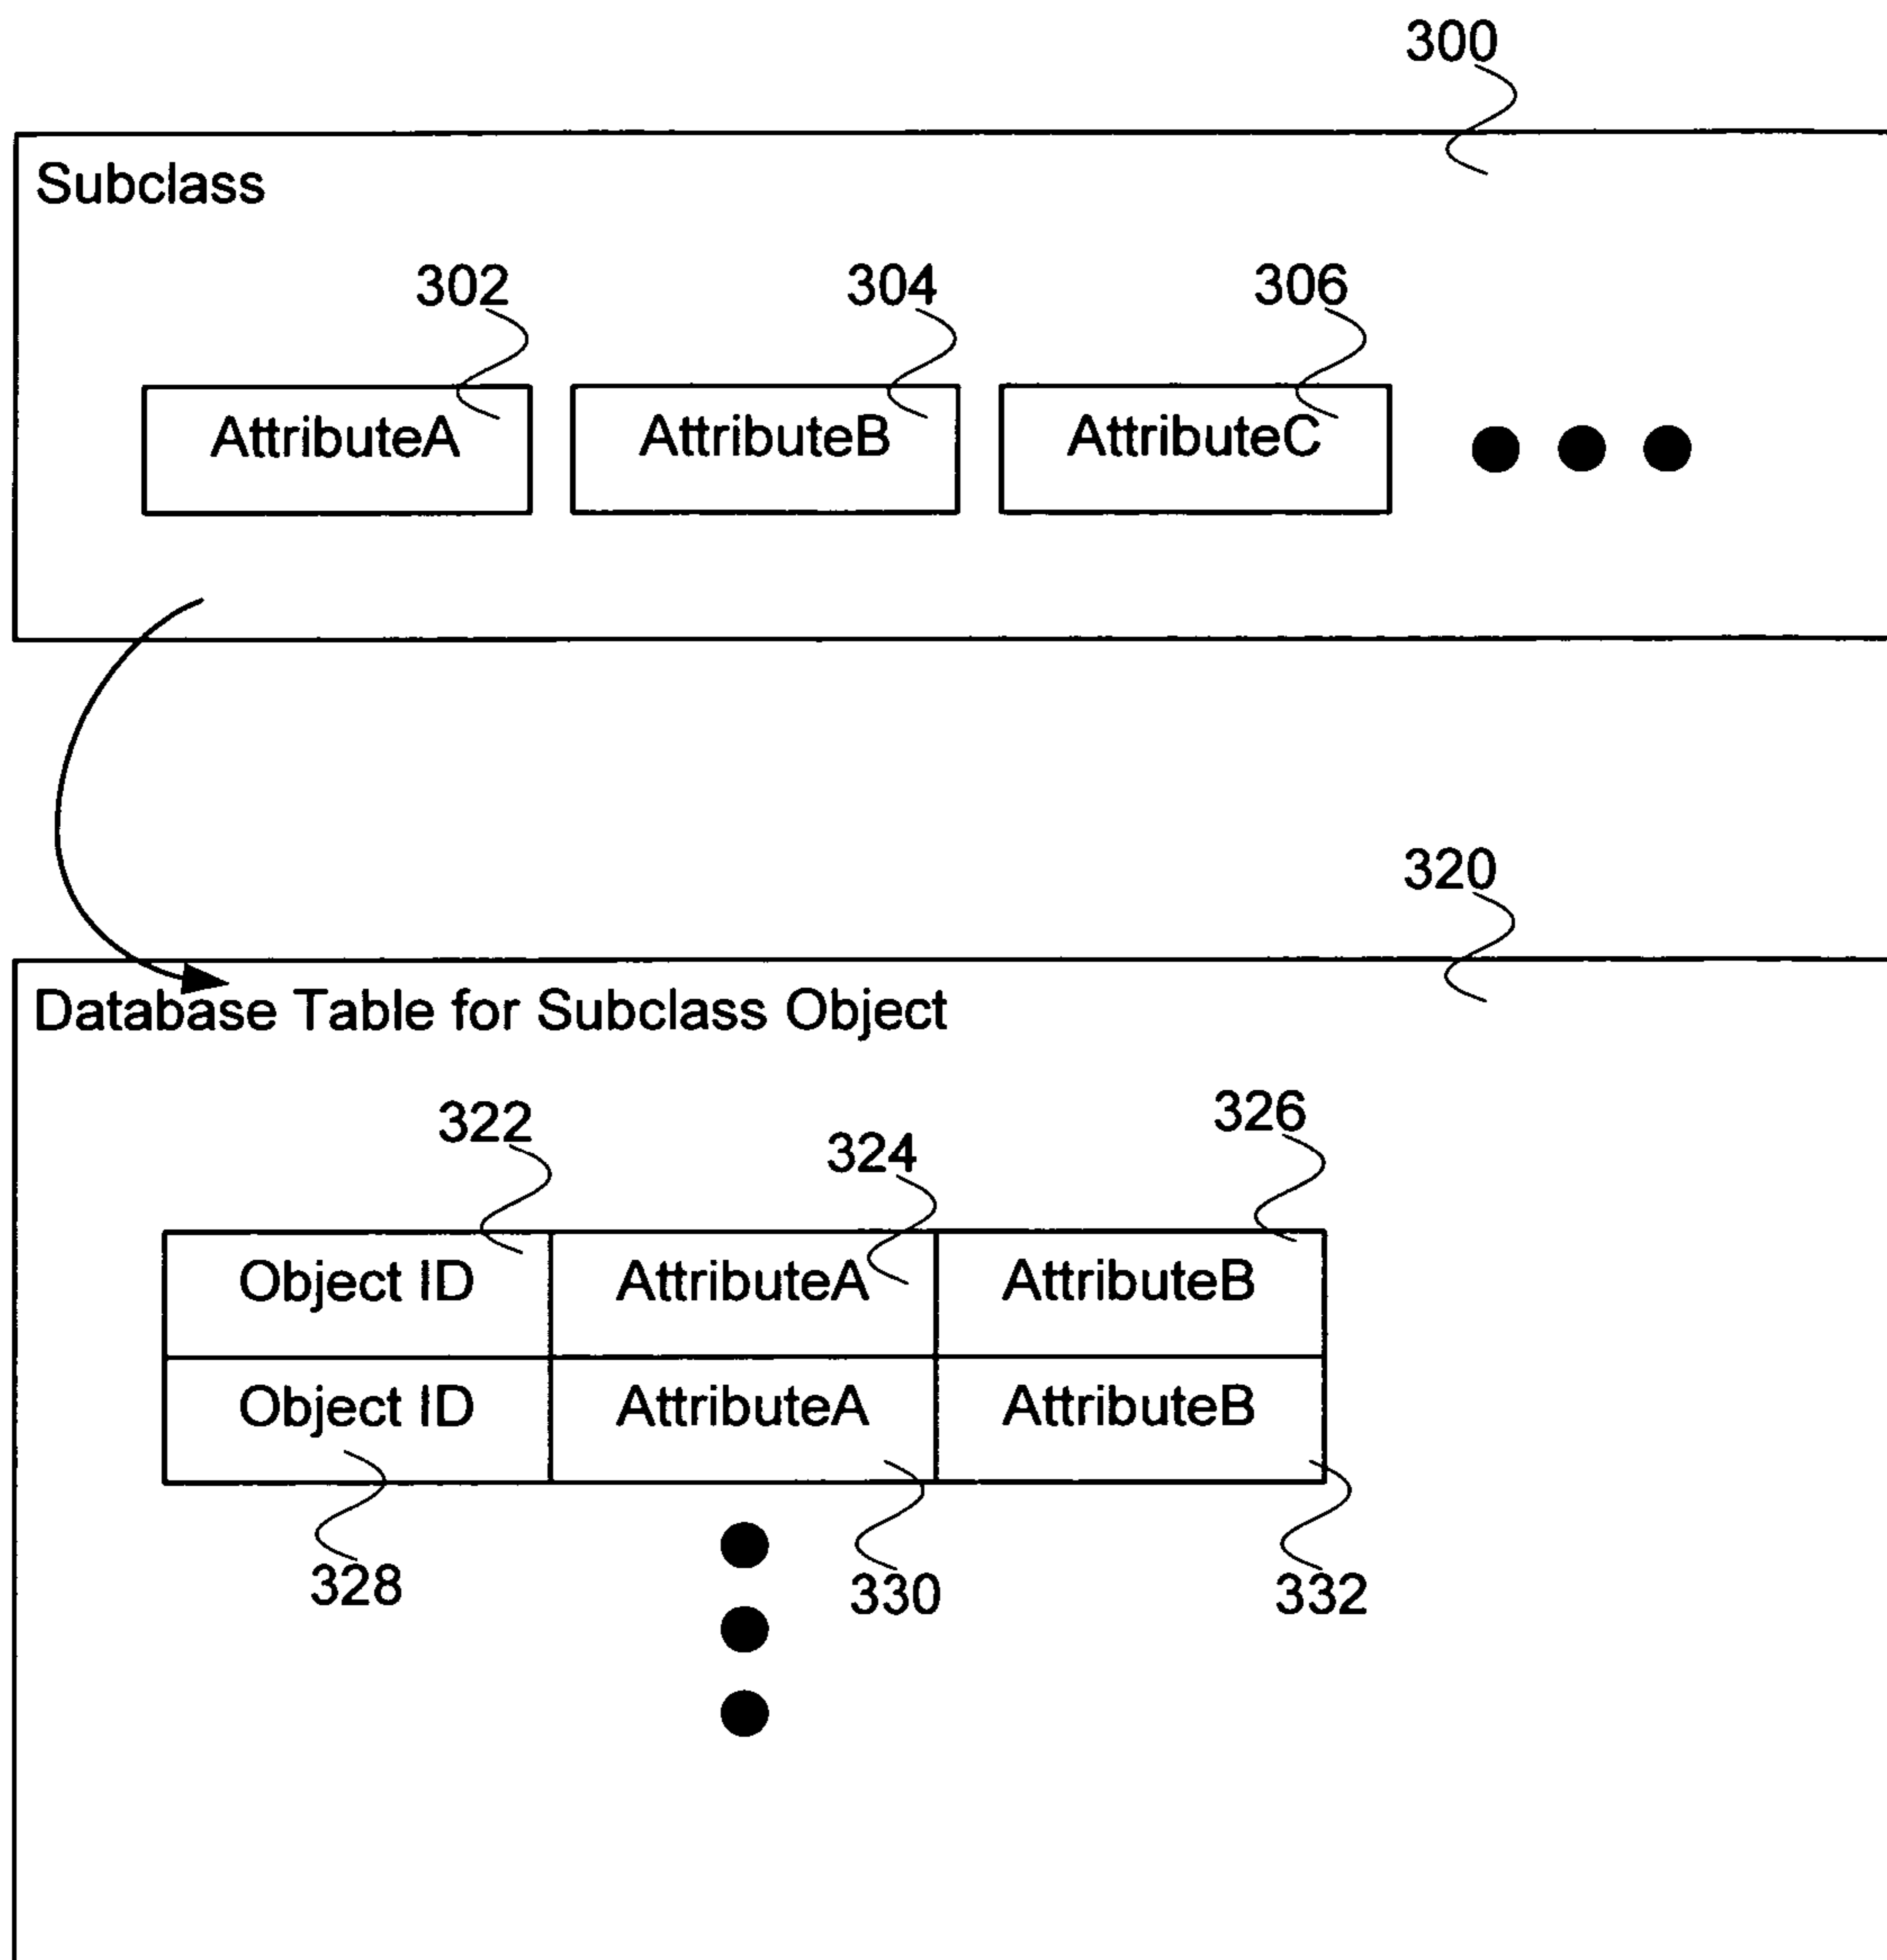 300
Subclass
302 304 306
AttributeA AttributeB AttributeC
320
Database Table for Subclass Object
322 324 326
Object ID AttributeA AttributeB
Object ID AttributeA AttributeB
328 330 332